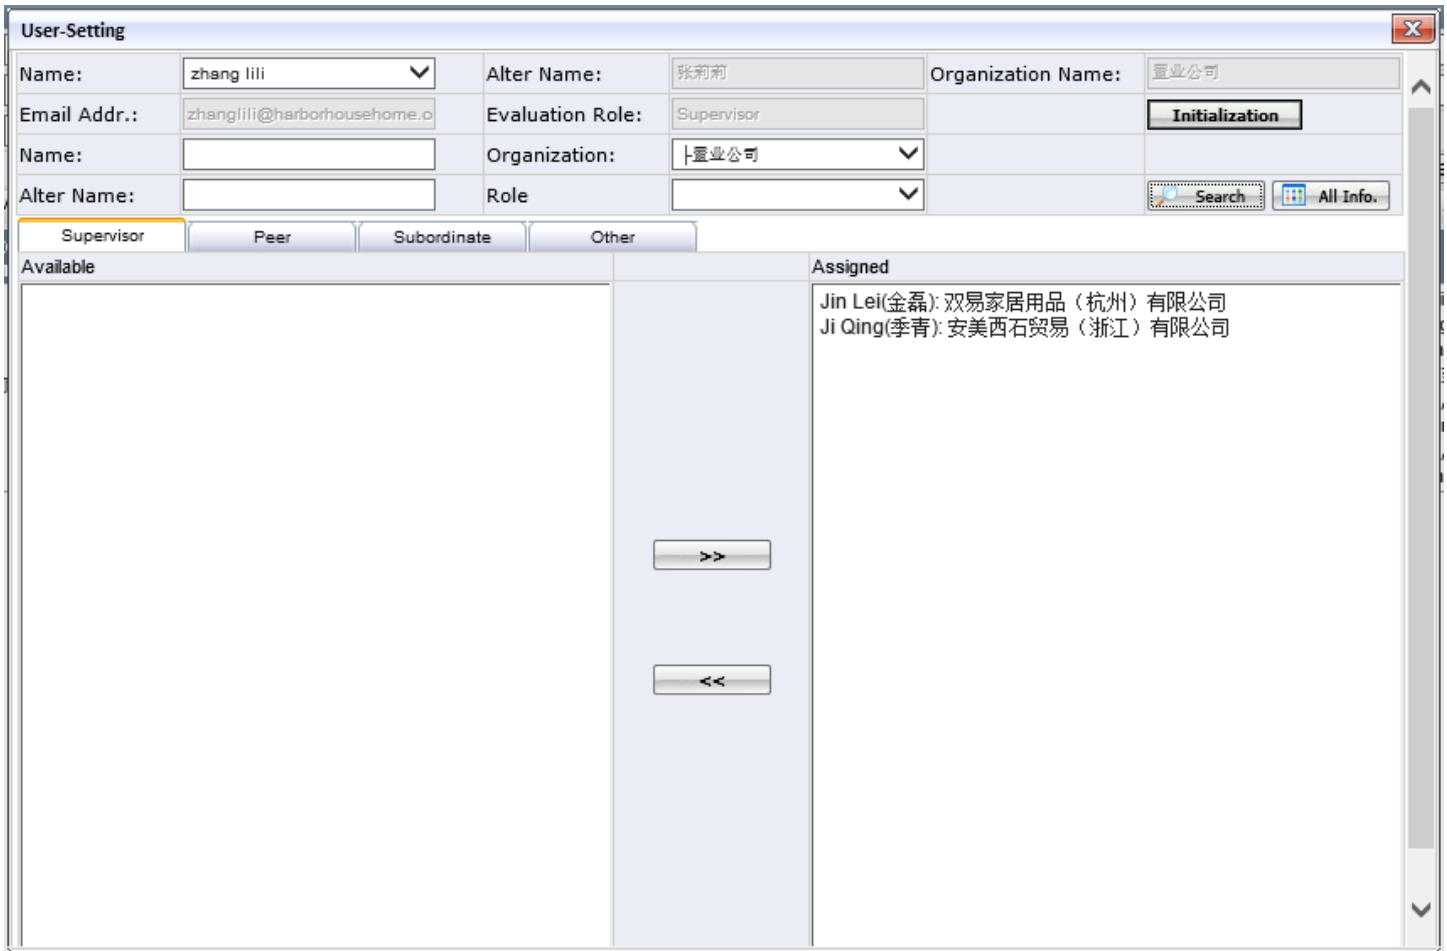 User-Setting
Name: zhang lili Alter Name: 张莉莉 Organization Name: 置业公司
Email Addr.: zhanglili@harborhousehome.c Evaluation Role: Supervisor Initialization
Name: Organization: ├置业公司
Alter Name: Role Search All Info.
Supervisor Peer Subordinate Other
Available Assigned
Jin Lei(金磊): 双易家居用品（杭州）有限公司
Ji Qing(季青): 安美西石贸易（浙江）有限公司
>>
<<